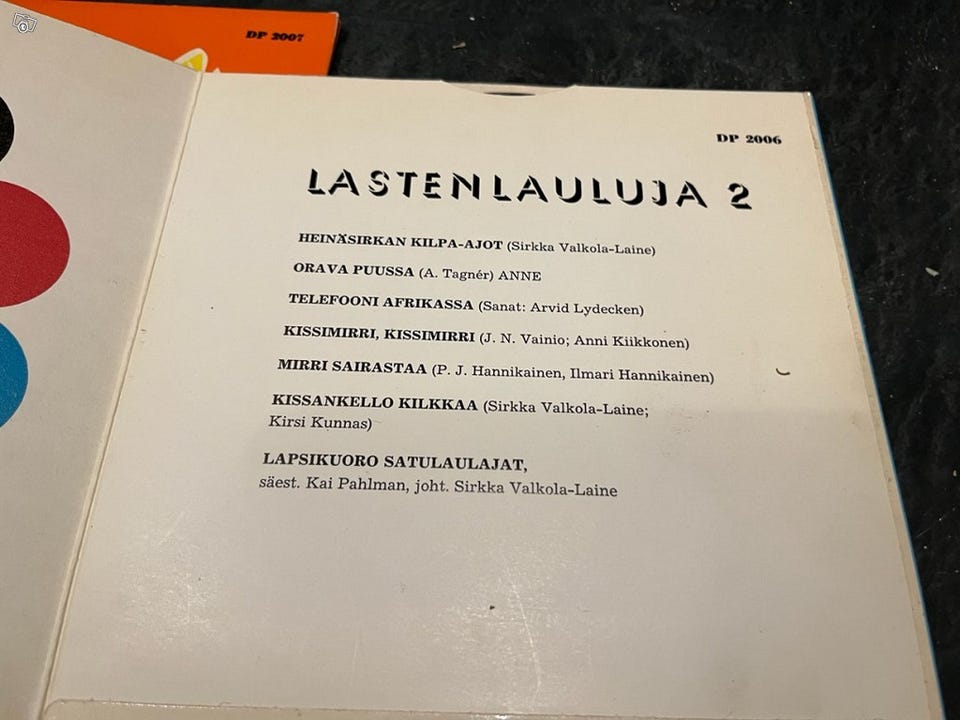 DP 2007
DP 2006
LASTENLAULUJA 2
HEINÄSIRKAN KILPA-AJOT (Sirkka Valkola-Laine)
ORAVA PUUSSA (A. Tagnér) ANNE
TELEFOONI AFRIKASSA (Sanat: Arvid Lydecken)
KISSIMIRRI, KISSIMIRRI (J. N. Vainio; Anni Kiikkonen)
MIRRI SAIRASTAA (P. J. Hannikainen, Ilmari Hannikainen)
KISSANKELLO KILKKAA (Sirkka Valkola-Laine;
Kirsi Kunnas)
LAPSIKUORO SATULAULAJAT,
säest. Kai Pahlman, joht. Sirkka Valkola-Laine